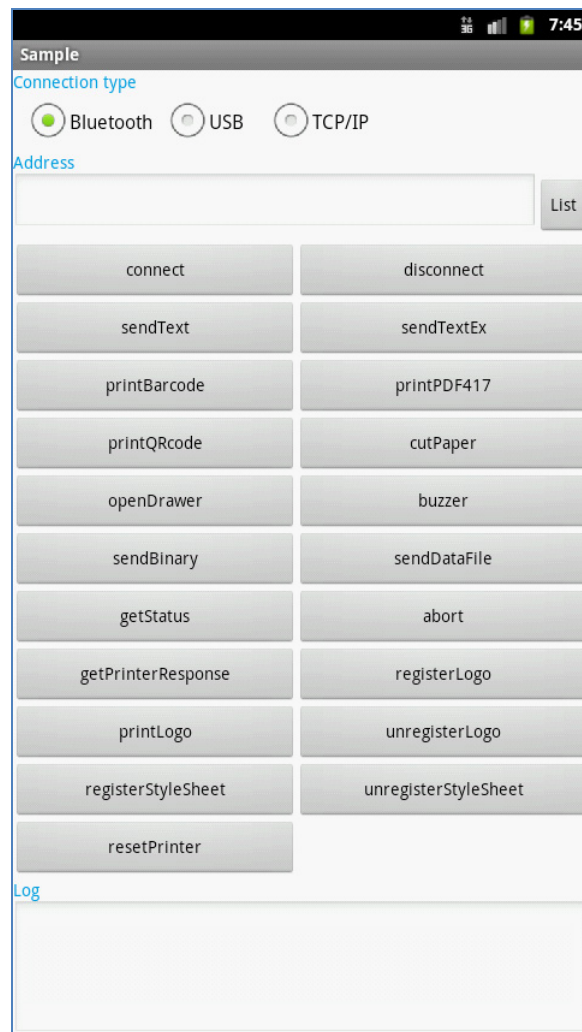 3G 7:45
Sample
Connection type
Bluetooth USB TCP/IP
Address
List
connect disconnect
sendText sendTextEx
printBarcode printPDF417
printQRcode cutPaper
openDrawer buzzer
sendBinary sendDataFile
getStatus abort
getPrinterResponse registerLogo
printLogo unregisterLogo
registerStyleSheet unregisterStyleSheet
resetPrinter
Log